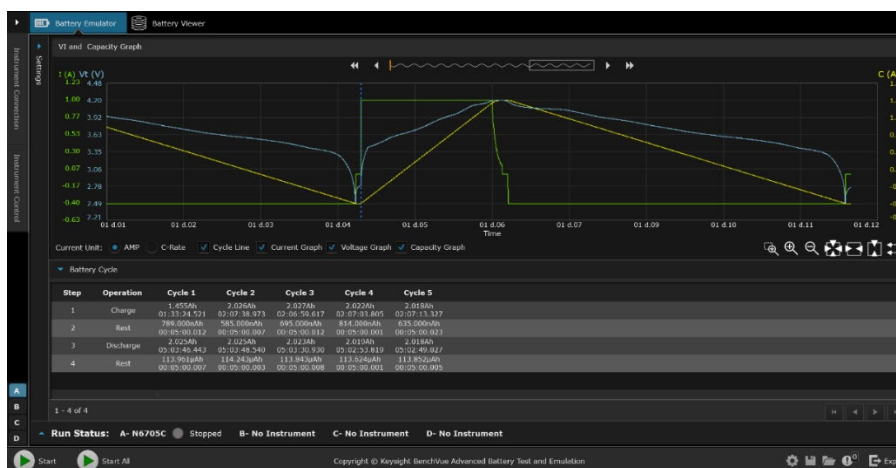 Battery Emulator Battery Viewer
Instrument Connection
Instrument Control
Settings
VI and Capacity Graph
I (A) Vt (V) C (A
1.23 4.48
1.00 4.20
0.77 3.92
0.53 3.63
0.30 3.35
0.07 3.06
-0.17 2.78
-0.40 2.49
-0.63 2.21
01 d.01 01 d.02 01 d.03 01 d.04 01 d.05 01 d.06 01 d.07 01 d.08 01 d.09 01 d.10 01 d.11 01 d.12
Time
Current Unit: AMP C-Rate Cycle Line Current Graph Voltage Graph Capacity Graph
Battery Cycle
Step Operation Cycle 1 Cycle 2 Cycle 3 Cycle 4 Cycle 5
1 Charge 1.455Ah 2.026Ah 2.027Ah 2.022Ah 2.018Ah
01:33:24.521 02:07:38.973 02:06:59.617 02:07:03.805 02:07:13.327
2 Rest 789.000nAh 585.000nAh 695.000nAh 814.000nAh 635.000nAh
00:05:00.012 00:05:00.007 00:05:00.012 00:05:00.001 00:05:00.023
3 Discharge 2.025Ah 2.025Ah 2.023Ah 2.019Ah 2.018Ah
05:03:46.443 05:03:48.540 05:03:30.930 05:02:53.819 05:02:49.027
4 Rest 113.961µAh 114.243µAh 113.843µAh 113.624µAh 113.852µAh
00:05:00.007 00:05:00.003 00:05:00.008 00:05:00.001 00:05:00.005
1 - 4 of 4
A
B
C
D
Run Status: A- N6705C Stopped B- No Instrument C- No Instrument D- No Instrument
Start Start All Copyright © Keysight BenchVue Advanced Battery Test and Emulation Exp